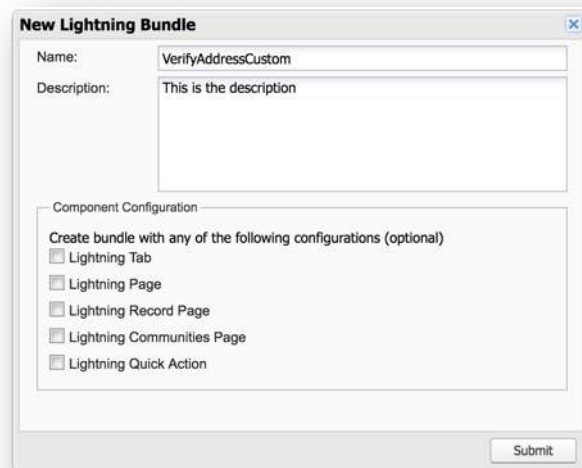 New Lightning Bundle
Name: VerifyAddressCustom
Description: This is the description
Component Configuration
Create bundle with any of the following configurations (optional)
Lightning Tab
Lightning Page
Lightning Record Page
Lightning Communities Page
Lightning Quick Action
Submit